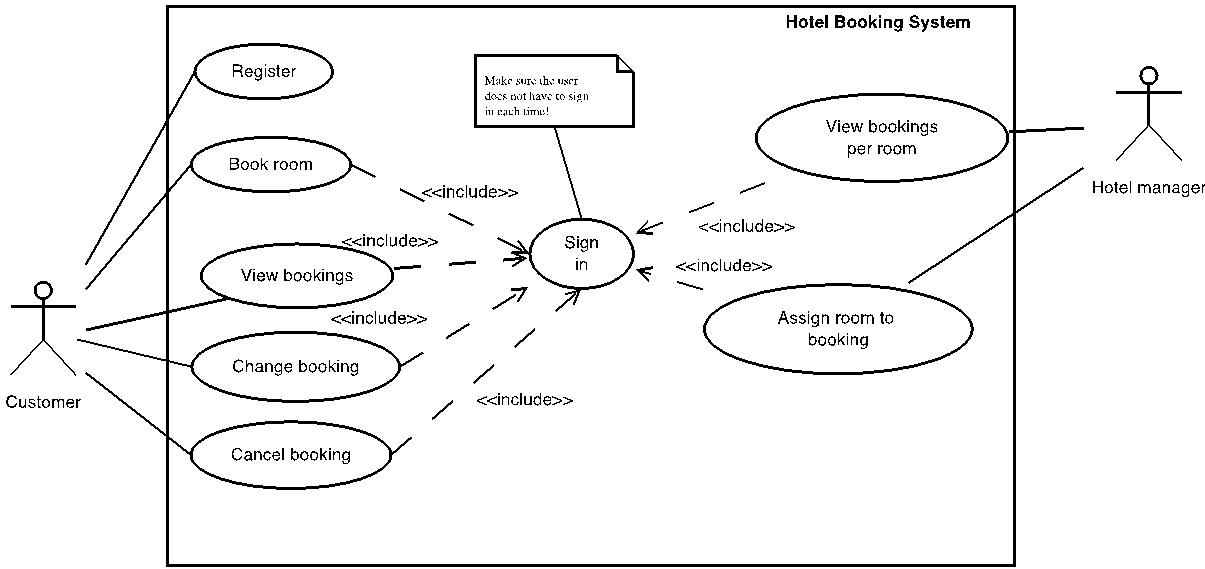 Hotel Booking System
Register
Make sure the user
does not have to sign
in each time!
View bookings
per room
Book room
<<include>>
Hotel manager
<<include>>
<<include>>
Sign
in
<<include>>
View bookings
<<include>>
Assign room to
booking
Change booking
Customer
<<include>>
Cancel booking